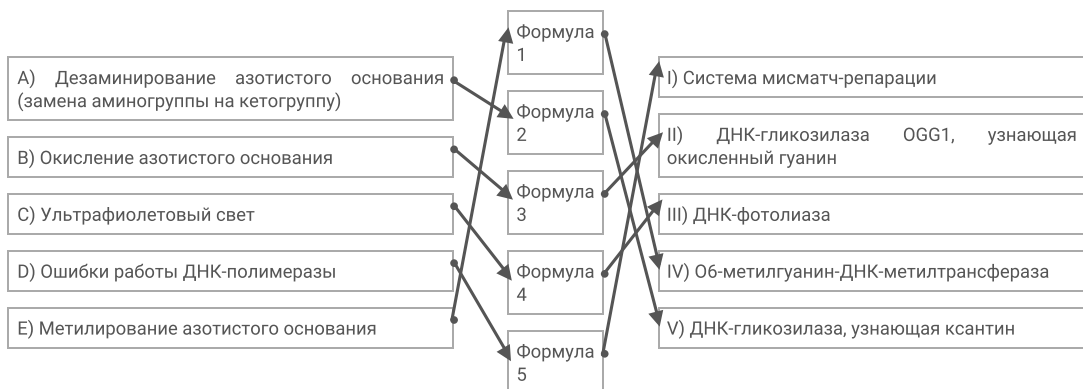 А) Дезаминирование азотистого основания
(замена аминогруппы на кетогруппу)
В) Окисление азотистого основания
С) Ультрафиолетовый свет
D) Ошибки работы ДНК-полимеразы
Е) Метилирование азотистого основания
Формула
1
Формула
2
Формула
3
Формула
4
Формула
5
I) Система мисматч-репарации
II) ДНК-гликозилаза OGG1, узнающая
окисленный гуанин
III) ДНК-фотолиаза
IV) О6-метилгуанин-ДНК-метилтрансфераза
V) ДНК-гликозилаза, узнающая ксантин